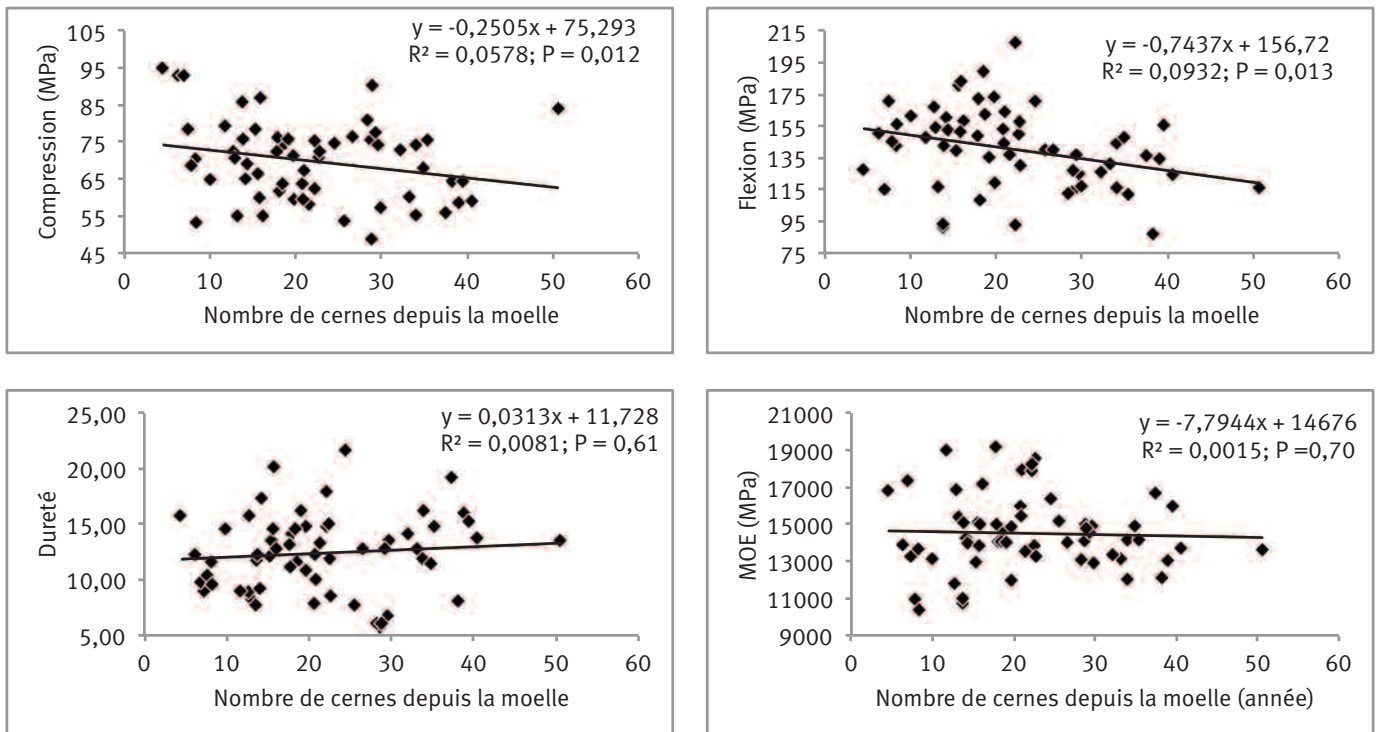 y = -0,2505x + 75,293
R² = 0,0578; P = 0,012
Compression (MPa)
105
95
85
75
65
55
45
0 10 20 30 40 50 60
Nombre de cernes depuis la moelle
y = -0,7437x + 156,72
R² = 0,0932; P = 0,013
Flexion (MPa)
215
195
175
155
135
115
95
75
0 10 20 30 40 50 60
Nombre de cernes depuis la moelle
y = 0,0313x + 11,728
R² = 0,0081; P = 0,61
Dureté
25,00
20,00
15,00
10,00
5,00
0 10 20 30 40 50 60
Nombre de cernes depuis la moelle
y = -7,7944x + 14676
R² = 0,0015; P =0,70
MOE (MPa)
21000
19000
17000
15000
13000
11000
9000
0 10 20 30 40 50 60
Nombre de cernes depuis la moelle (année)